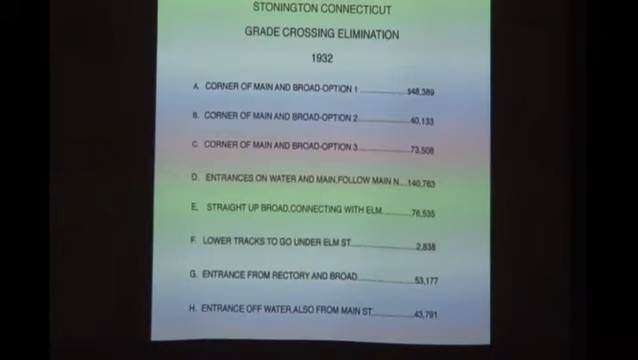 STONINGTON CONNECTICUT
GRADE CROSSING ELIMINATION
1932
A. CORNER OF MAIN AND BROAD-OPTION 1 ................$48,389
B. CORNER OF MAIN AND BROAD-OPTION 2..................40,133
C. CORNER OF MAIN AND BROAD-OPTION 3..................73,508
D. ENTRANCES ON WATER AND MAIN,FOLLOW MAIN N....140,763
E, STRAIGHT UP BROAD,CONNECTING WITH ELM..........76,535
F. LOWER TRACKS TO GO UNDER ELM ST......................2,838
G. ENTRANCE FROM RECTORY AND BROAD....................53,177
H. ENTRANCE OFF WATER,ALSO FROM MAIN ST...............43,791